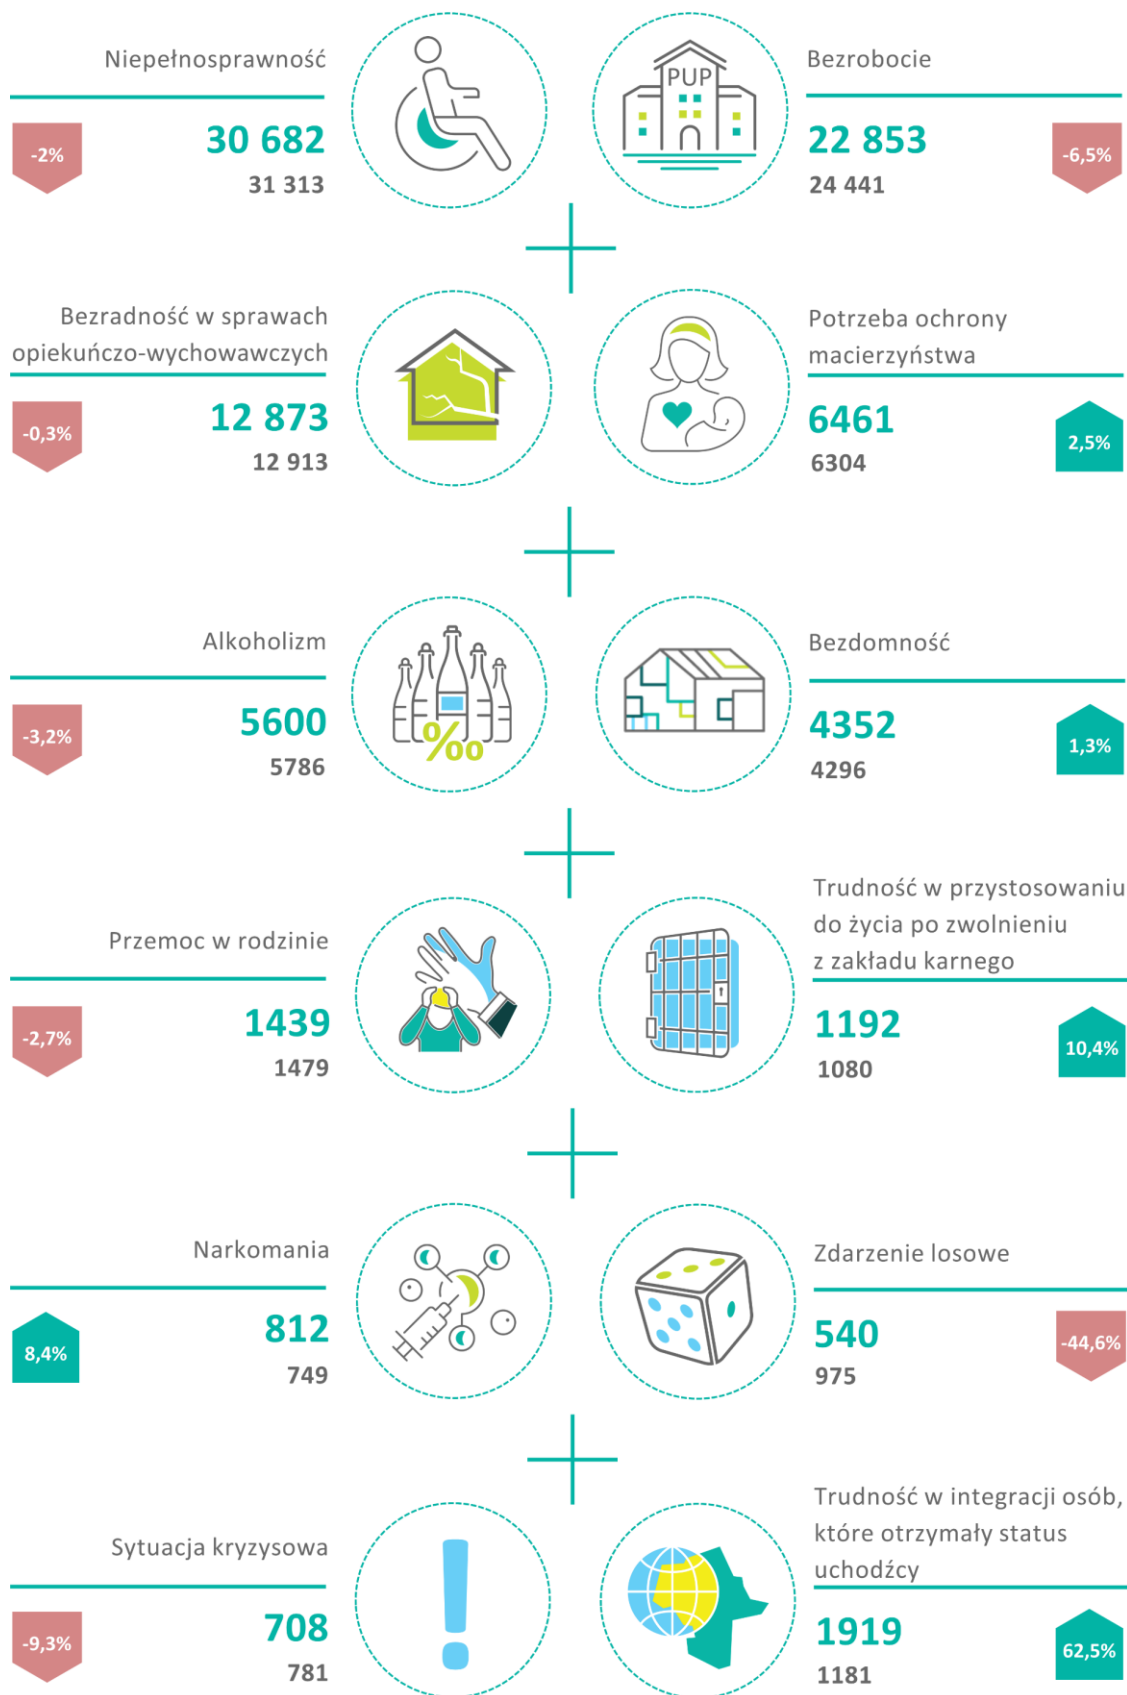 Niepełnosprawność
-2%
30 682
31 313
PUP
Bezrobocie
22 853
24 441
-6,5%
Bezradność w sprawach
opiekuńczo-wychowawczych
-0,3%
12 873
12 913
Potrzeba ochrony
macierzyństwa
6461
6304
2,5%
Alkoholizm
-3,2%
5600
5786
‰
Bezdomność
4352
4296
1,3%
Przemoc w rodzinie
-2,7%
1439
1479
Trudność w przystosowaniu
do życia po zwolnieniu
z zakładu karnego
1192
1080
10,4%
Narkomania
8,4%
812
749
Zdarzenie losowe
540
975
-44,6%
Sytuacja kryzysowa
-9,3%
708
781
!
Trudność w integracji osób,
które otrzymały status
uchodźcy
1919
1181
62,5%